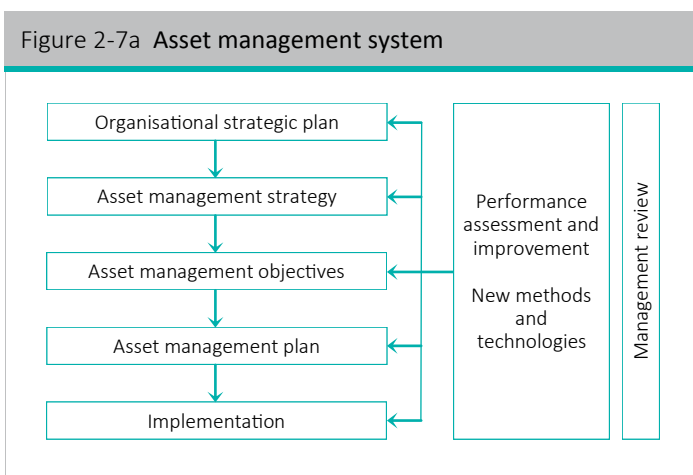 Figure 2-7a Asset management system
Organisational strategic plan
Asset management strategy
Asset management objectives
Asset management plan
Implementation
Performance
assessment and
improvement
New methods
and
technologies
Management review